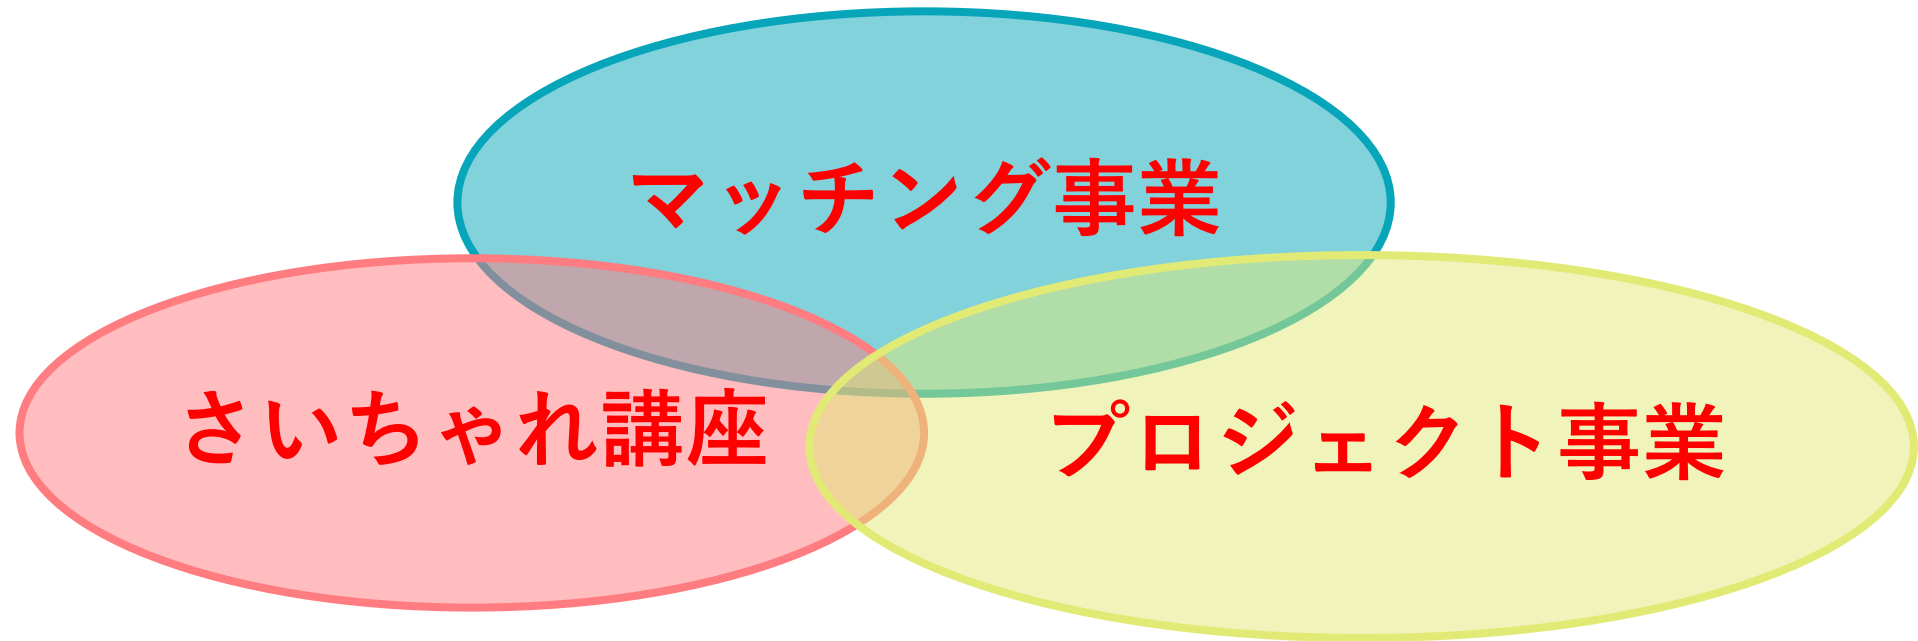 マッチング事業
さいちゃれ講座
プロジェクト事業